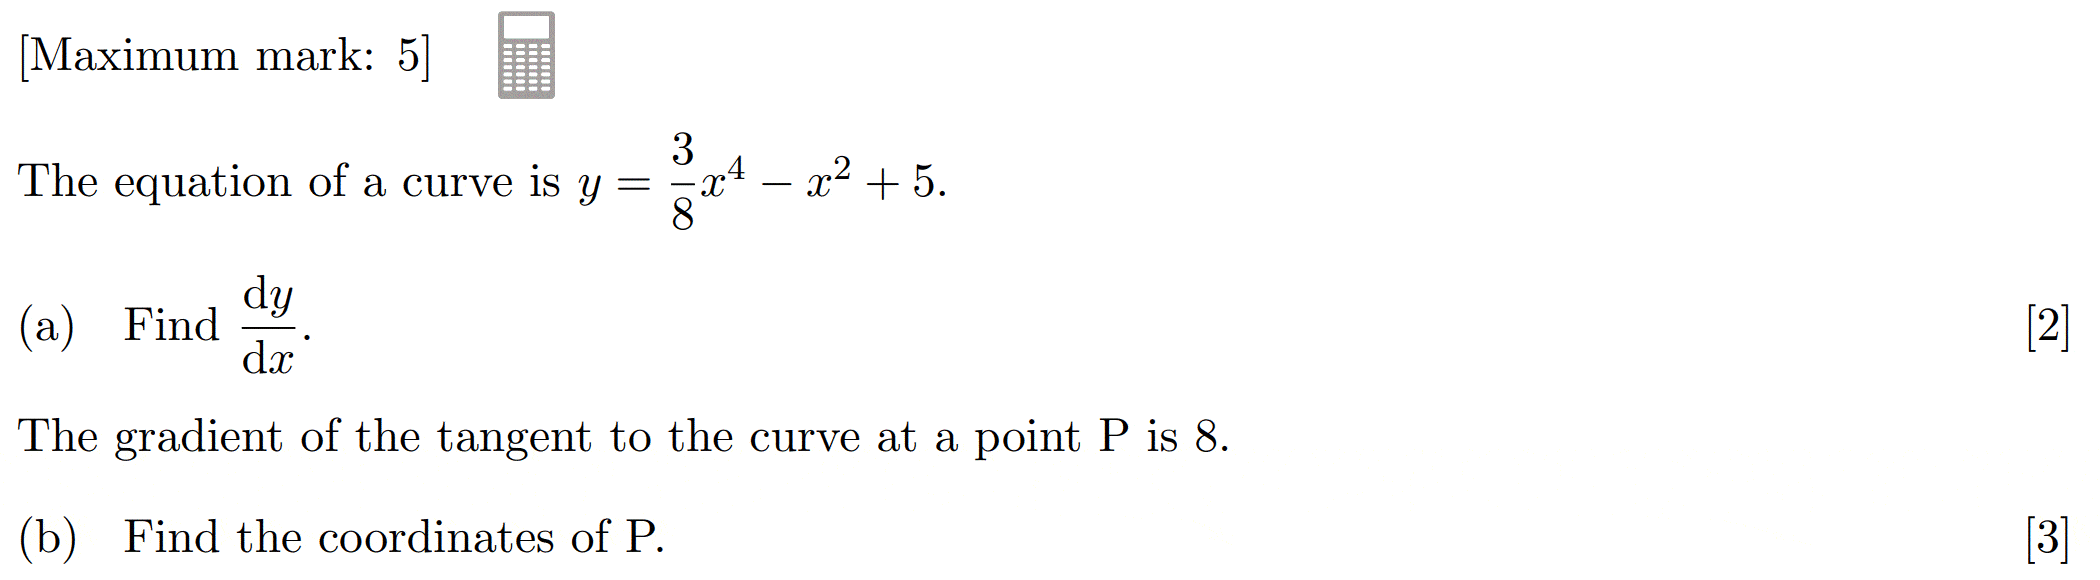 [Maximum mark: 5]
The equation of a curve is y = \frac{3}{8}x^4 − x^2 + 5.
(a) Find \frac{dy}{dx}. [2]
The gradient of the tangent to the curve at a point P is 8.
(b) Find the coordinates of P. [3]